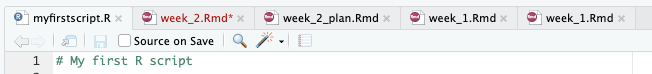 myfirstscript.R week_2.Rmd* week_2_plan.Rmd week_1.Rmd week_1.Rmd
Source on Save
1 # My first R script